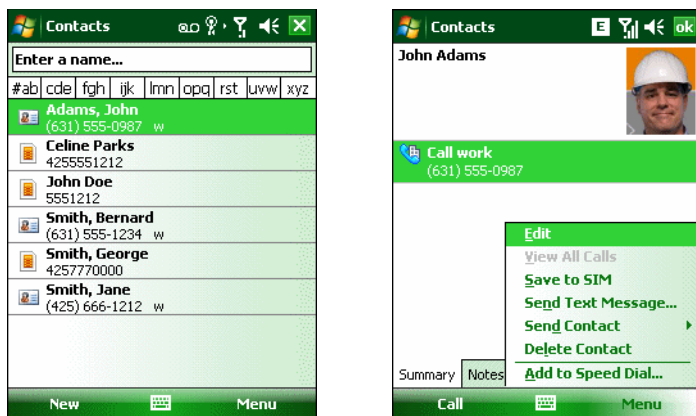 Contacts
Enter a name...
#ab cde fgh ijk lmn opq rst uvw xyz
Adams, John
(631) 555-0987 w
Celine Parks
4255551212
John Doe
5551212
Smith, Bernard
(631) 555-1234 w
Smith, George
4257770000
Smith, Jane
(425) 666-1212 w
New Menu
Contacts E ok
John Adams
Call work
(631) 555-0987
Edit
View All Calls
Save to SIM
Send Text Message...
Send Contact
Delete Contact
Add to Speed Dial...
Summary Notes
Call Menu